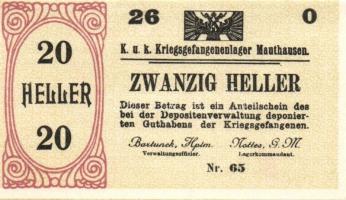 26 O
K. u. k. Kriegsgefangenenlager Mauthausen.
20
HELLER
20
ZWANZIG HELLER
Dieser Betrag ist ein Anteilschein des
bei der Depositenverwaltung deponier-
ten Guthabens der Kriegsgefangenen.
Bartunek, Hptm. Nottes, G. M.
Verwaltungsoffizier. Lagerkommandant.
Nr. 65